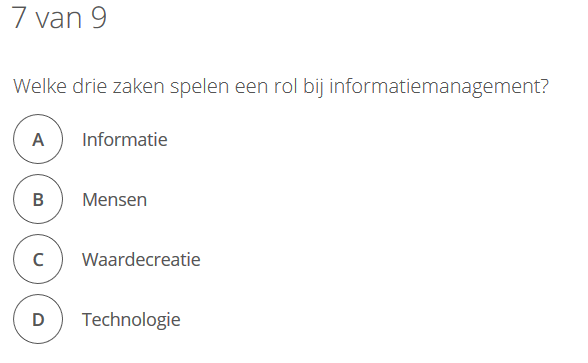 7 van 9
Welke drie zaken spelen een rol bij informatiemanagement?
A Informatie
B Mensen
C Waardecreatie
D Technologie